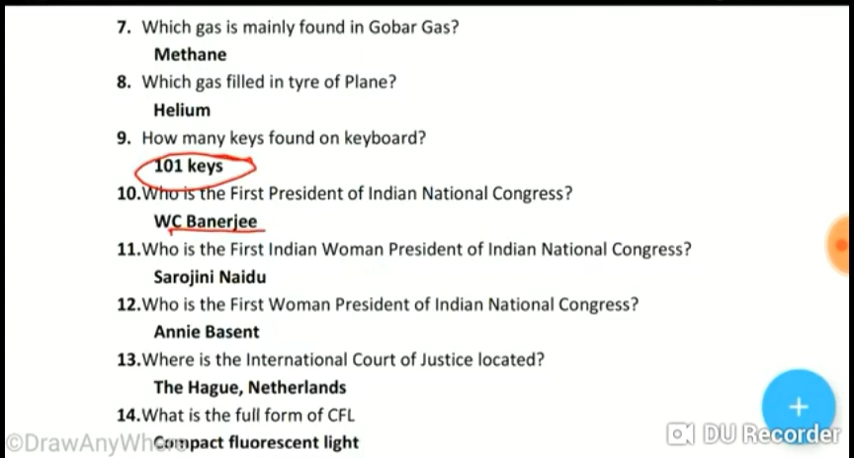 7. Which gas is mainly found in Gobar Gas?
Methane
8. Which gas filled in tyre of Plane?
Helium
9. How many keys found on keyboard?
101 keys
10.Who is the First President of Indian National Congress?
WC Banerjee
11.Who is the First Indian Woman President of Indian National Congress?
Sarojini Naidu
12.Who is the First Woman President of Indian National Congress?
Annie Basent
13.Where is the International Court of Justice located?
The Hague, Netherlands
14.What is the full form of CFL
Compact fluorescent light
©DrawAnyWhere
DU Recorder